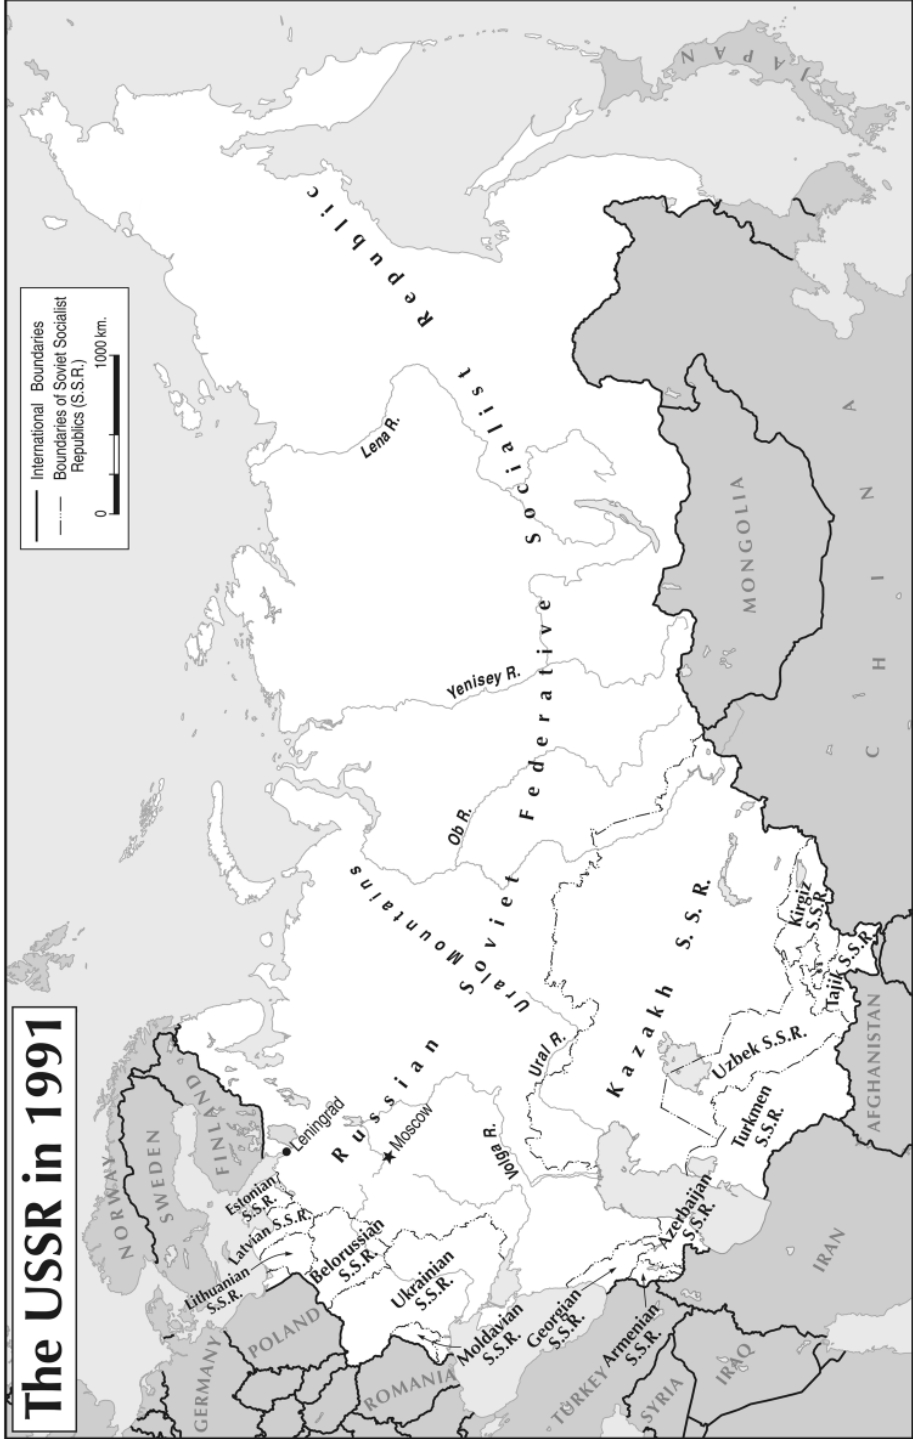 The USSR in 1991
International Boundaries
Boundaries of Soviet Socialist
Republics (S.S.R.)
0
1000 km.
NORWAY
SWEDEN
FINLAND
GERMANY
POLAND
ROMANIA
TURKEY
SYRIA
IRAQ
IRAN
AFGHANISTAN
CHINA
MONGOLIA
JAPAN
Leningrad
Moscow
Estonian
S.S.R.
Latvian S.S.R.
Lithuanian
S.S.R.
Belorussian
S.S.R.
Ukrainian
S.S.R.
Moldavian
S.S.R.
Georgian
S.S.R.
Armenian
S.S.R.
Azerbaijan
S.S.R.
Turkmen
S.S.R.
Uzbek S.S.R.
Tajik S.S.R.
Kirgiz
S.S.R.
Kazakh S.S.R.
Russian Soviet Federative Socialist Republic
Ural Mountains
Volga R.
Ural R.
Ob R.
Yenisey R.
Lena R.